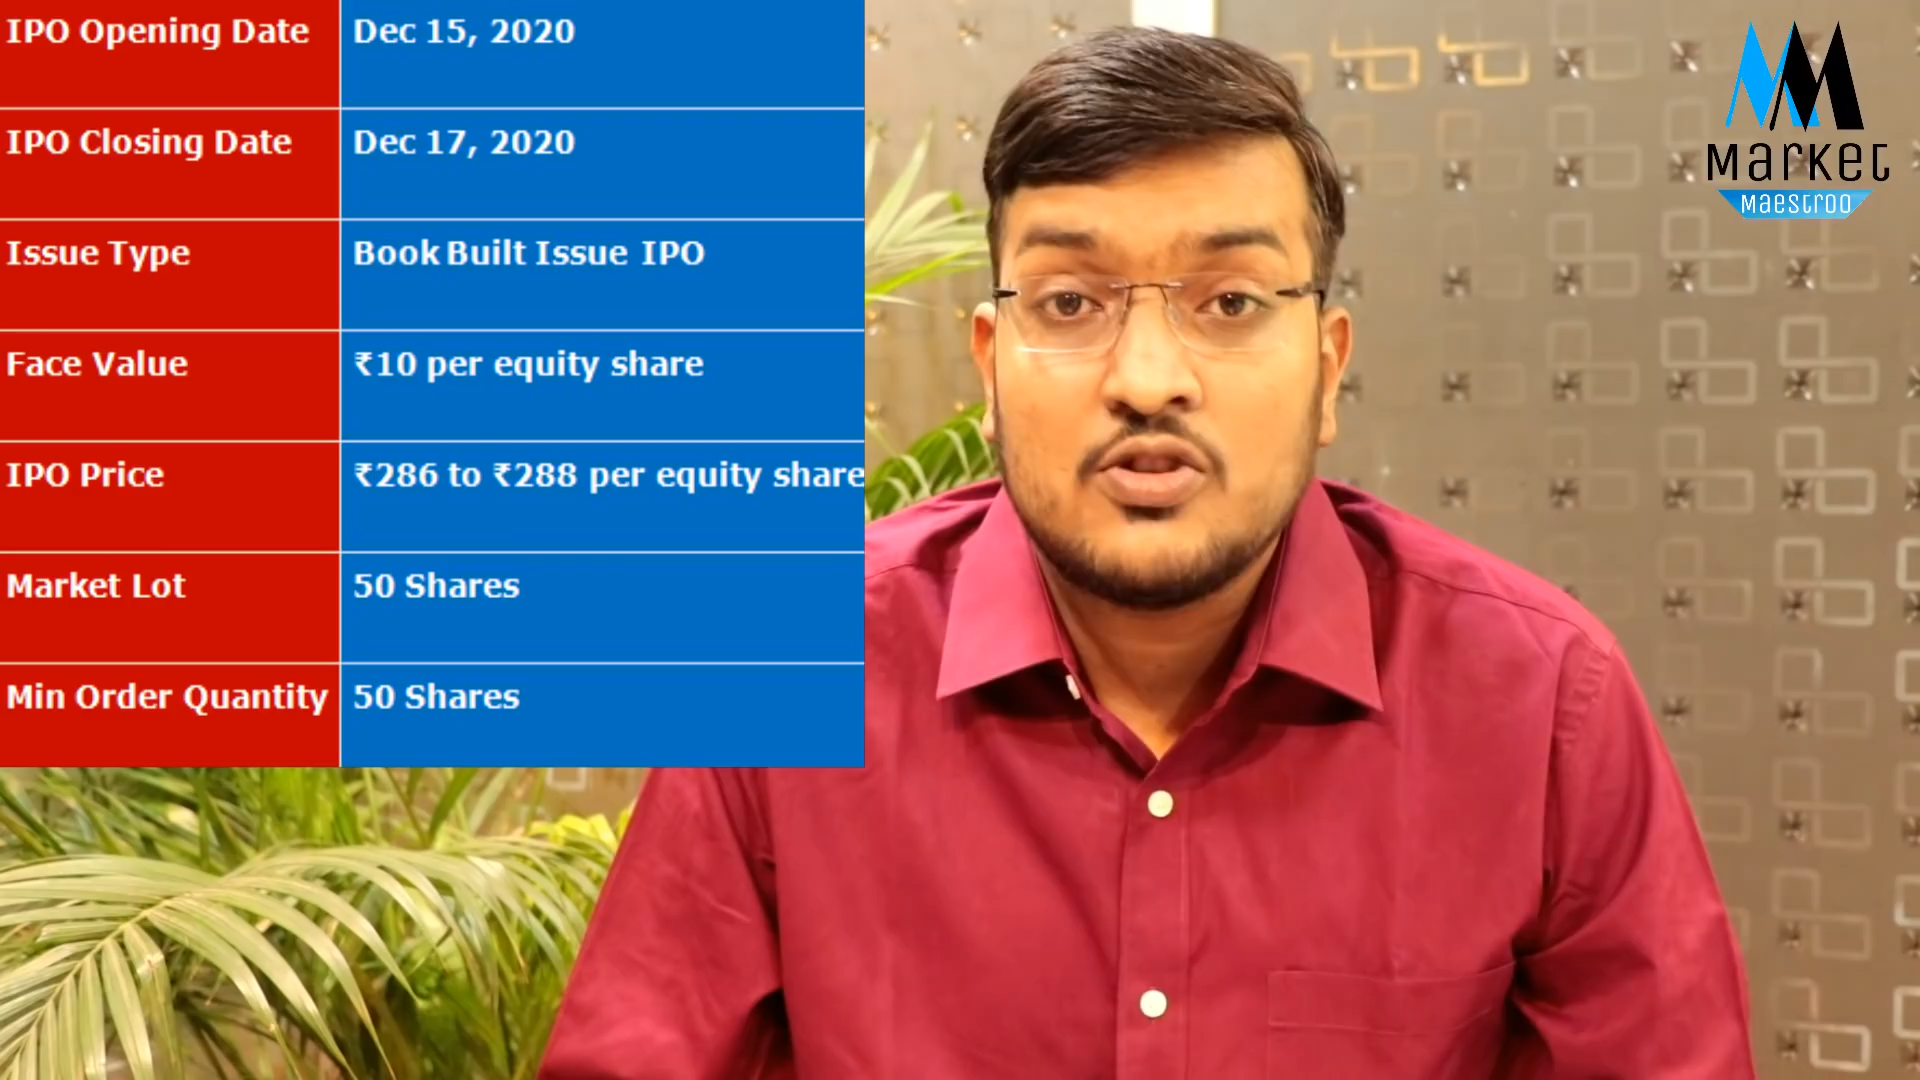 IPO Opening Date Dec 15, 2020
IPO Closing Date Dec 17, 2020
Issue Type Book Built Issue IPO
Face Value ₹10 per equity share
IPO Price ₹286 to ₹288 per equity share
Market Lot 50 Shares
Min Order Quantity 50 Shares
Market
Maestroo